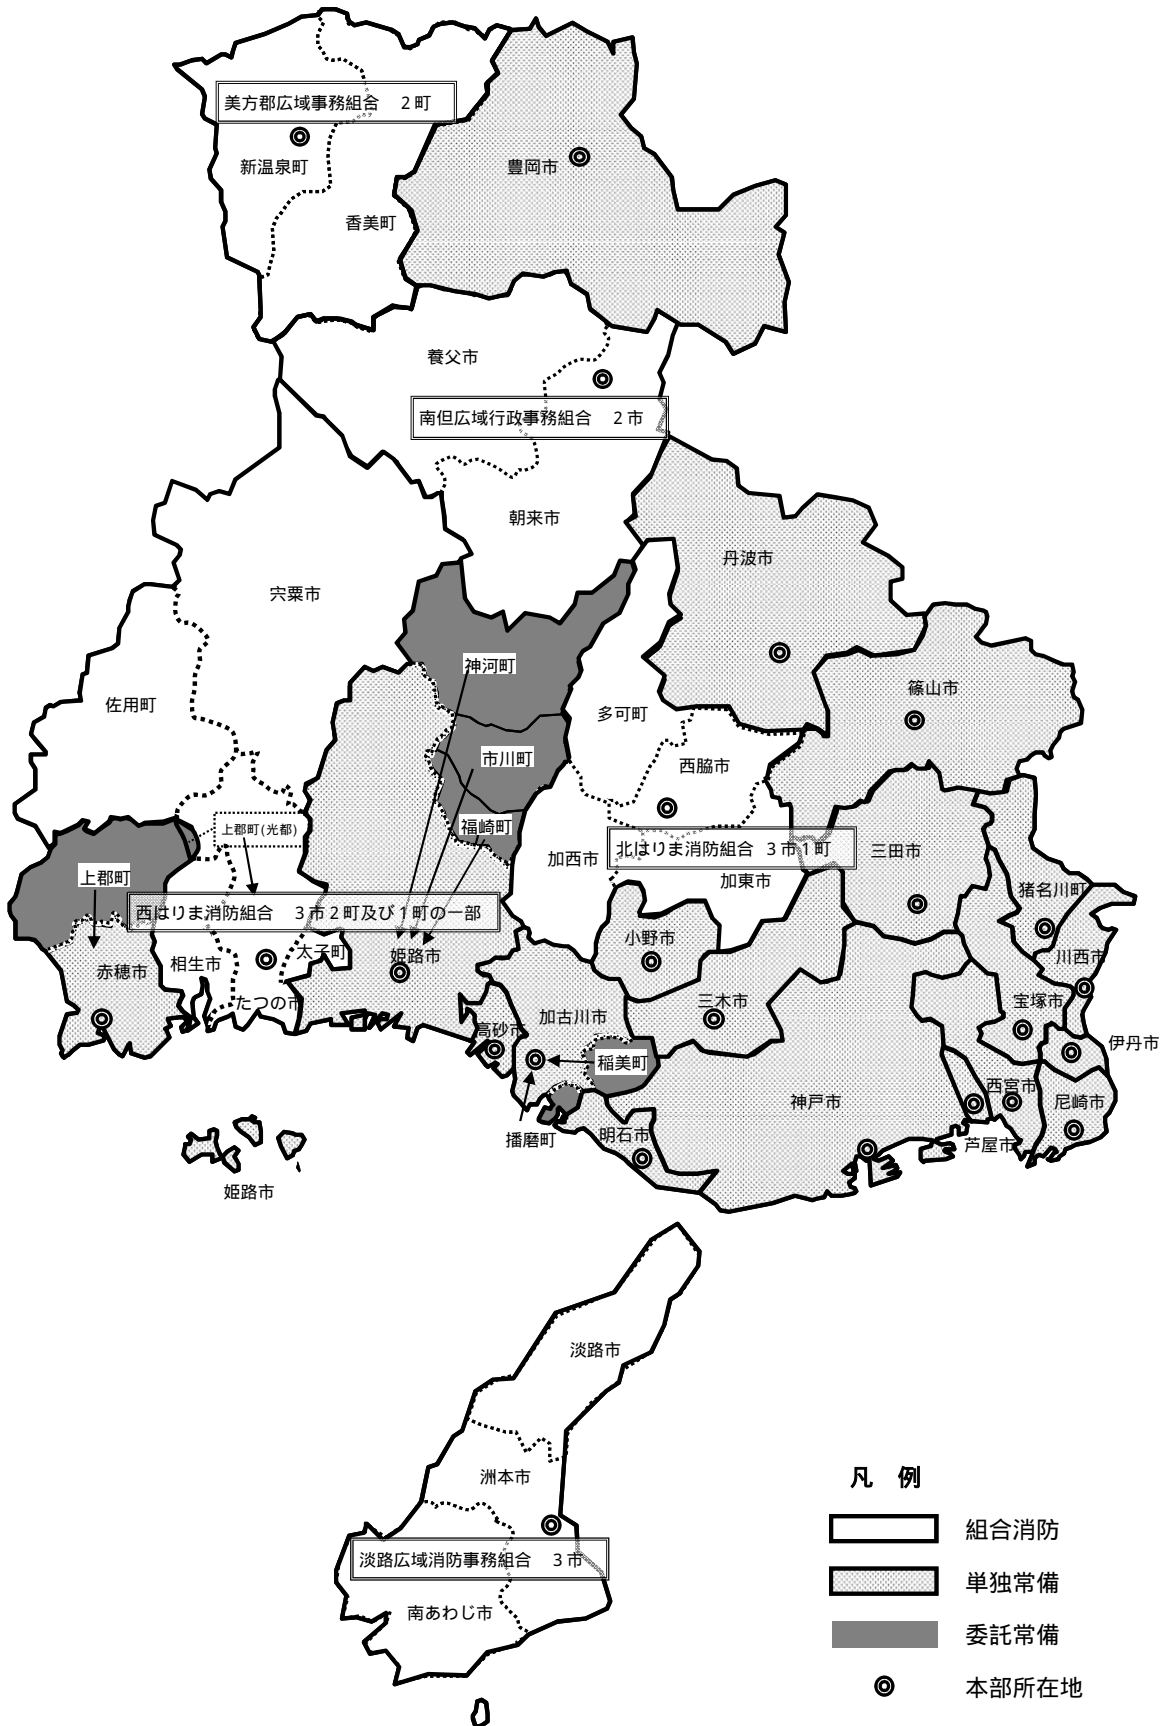 美方郡広域事務組合　2町
新温泉町
豊岡市
香美町
養父市
南但広域行政事務組合　2市
朝来市
丹波市
宍粟市
神河町
篠山市
佐用町
多可町
市川町
西脇市
福崎町
上郡町(光都)
北はりま消防組合　3市1町
加西市
三田市
上郡町
加東市
猪名川町
西はりま消防組合　3市2町及び1町の一部
小野市
太子町
姫路市
川西市
赤穂市
相生市
たつの市
三木市
宝塚市
加古川市
高砂市
伊丹市
稲美町
西宮市
神戸市
尼崎市
播磨町
明石市
芦屋市
姫路市
淡路市
洲本市
淡路広域消防事務組合　3市
南あわじ市
凡　例
組合消防
単独常備
委託常備
本部所在地